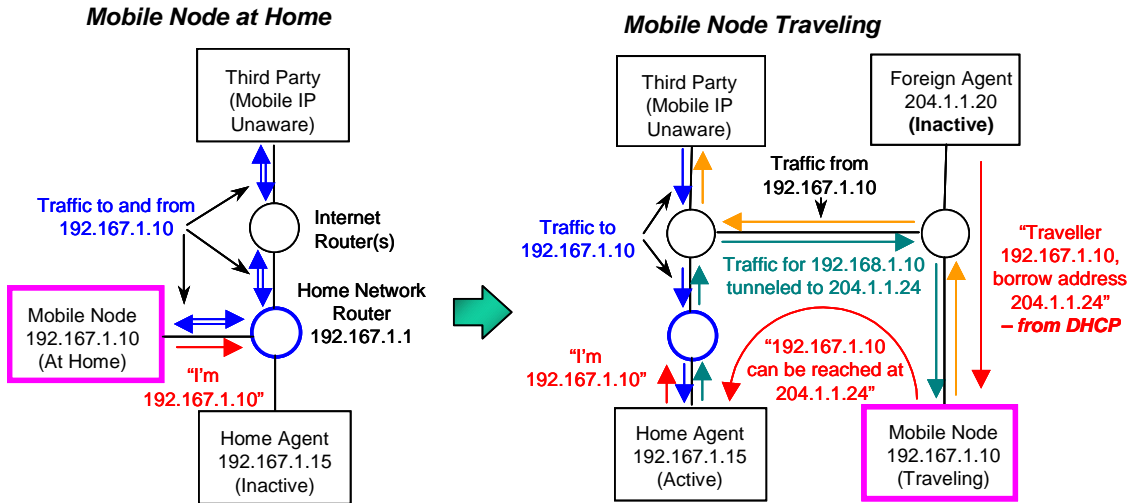 Mobile Node at Home
Third Party
(Mobile IP
Unaware)
Traffic to and from
192.167.1.10
Internet
Router(s)
Home Network
Router
192.167.1.1
Mobile Node
192.167.1.10
(At Home)
“I’m
192.167.1.10”
Home Agent
192.167.1.15
(Inactive)
Mobile Node Traveling
Third Party
(Mobile IP
Unaware)
Foreign Agent
204.1.1.20
(Inactive)
Traffic from
192.167.1.10
Traffic to
192.167.1.10
Traffic for 192.168.1.10
tunneled to 204.1.1.24
“Traveller
192.167.1.10,
borrow address
204.1.1.24”
– from DHCP
“I’m
192.167.1.10”
“192.167.1.10
can be reached at
204.1.1.24”
Home Agent
192.167.1.15
(Active)
Mobile Node
192.167.1.10
(Traveling)